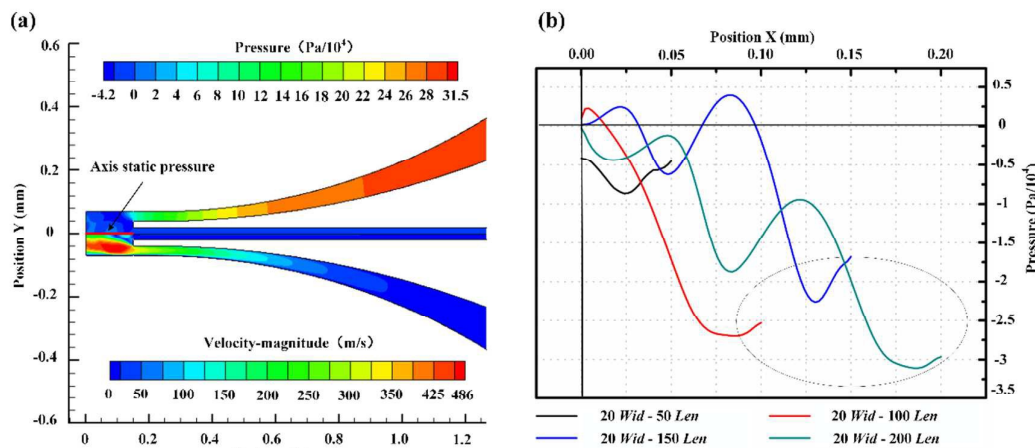 (a)
Pressure（Pa/10⁴）
-4.2 0 2 4 6 8 10 12 14 16 18 20 22 24 26 28 31.5
Axis static pressure
Position Y (mm)
0.6
0.4
0.2
0
-0.2
-0.4
-0.6
Velocity-magnitude（m/s）
0 50 100 150 200 250 300 350 425 486
0 0.2 0.4 0.6 0.8 1.0 1.2
(b)
Position X (mm)
0.00 0.05 0.10 0.15 0.20
0.5
0
-0.5
-1
-1.5
-2
-2.5
-3
-3.5
Pressure（Pa/10⁴）
20 Wid - 50 Len
20 Wid - 100 Len
20 Wid - 150 Len
20 Wid - 200 Len